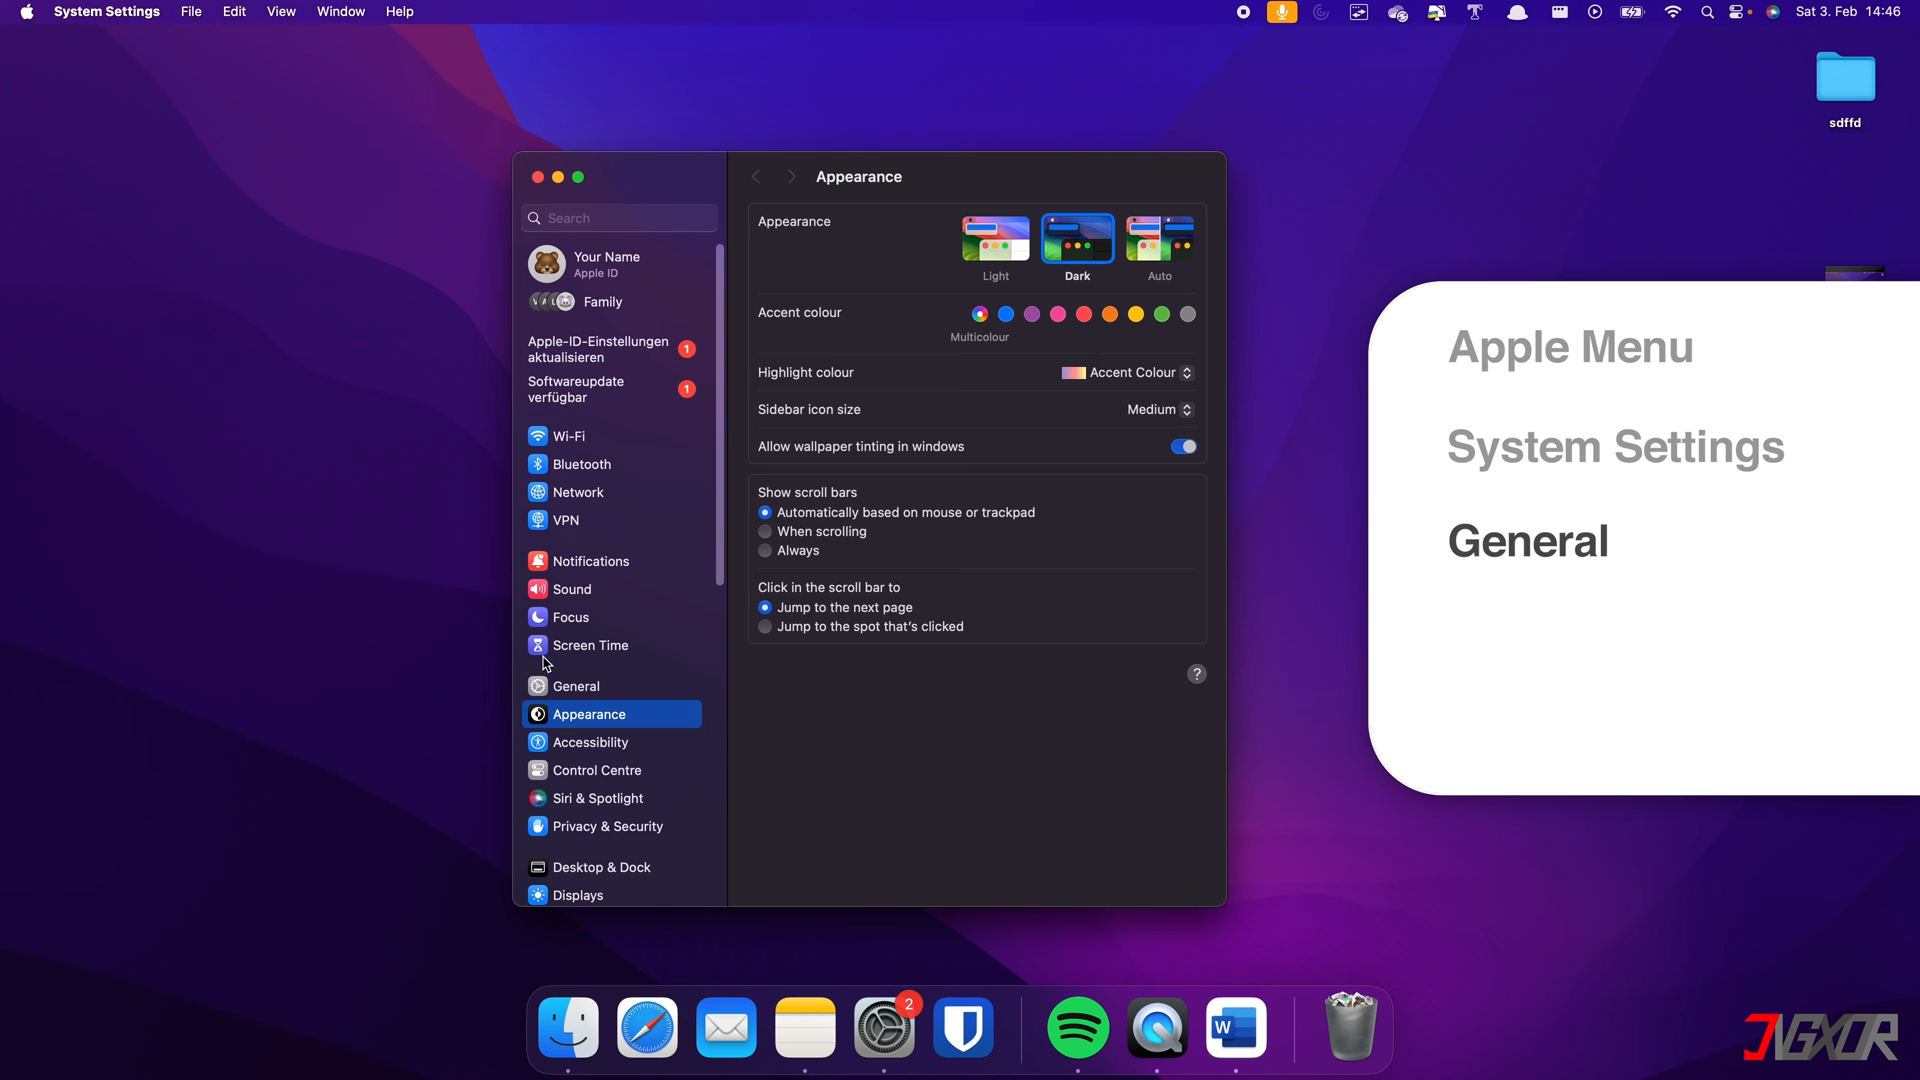 System Settings File Edit View Window Help
Sat 3. Feb 14:46
sdffd
Appearance
Search
Your Name
Apple ID
Family
Apple-ID-Einstellungen
aktualisieren
1
Softwareupdate
verfügbar
1
Wi-Fi
Bluetooth
Network
VPN
Notifications
Sound
Focus
Screen Time
General
Appearance
Accessibility
Control Centre
Siri & Spotlight
Privacy & Security
Desktop & Dock
Displays
Appearance
Light Dark Auto
Accent colour
Multicolour
Highlight colour Accent Colour
Sidebar icon size Medium
Allow wallpaper tinting in windows
Show scroll bars
Automatically based on mouse or trackpad
When scrolling
Always
Click in the scroll bar to
Jump to the next page
Jump to the spot that's clicked
?
Apple Menu
System Settings
General
2
W
JIGXOR